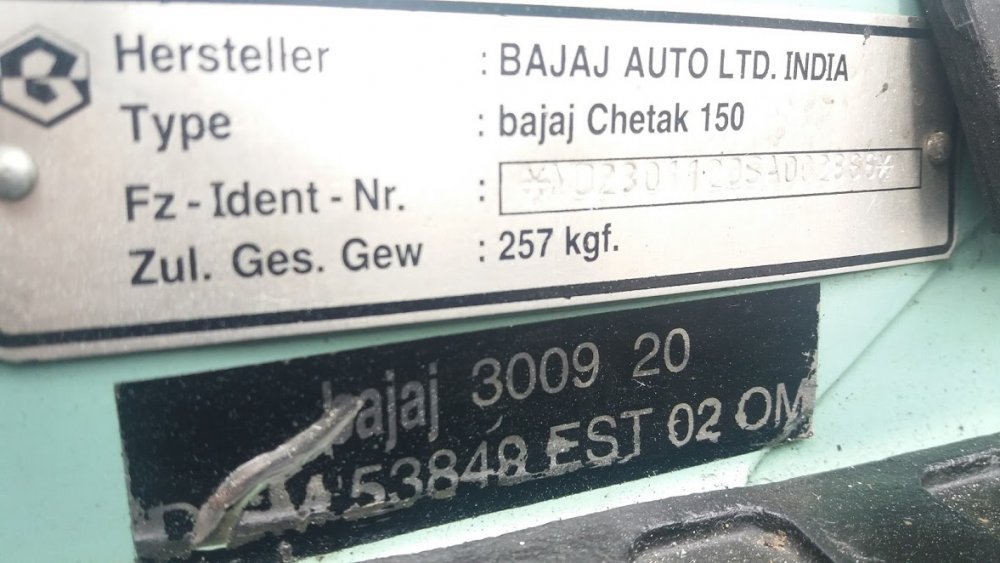 Hersteller : BAJAJ AUTO LTD. INDIA
Type : bajaj Chetak 150
Fz - Ident - Nr. :
Zul. Ges. Gew : 257 kgf.
bajaj 3009 20
53848 EST 02 OM